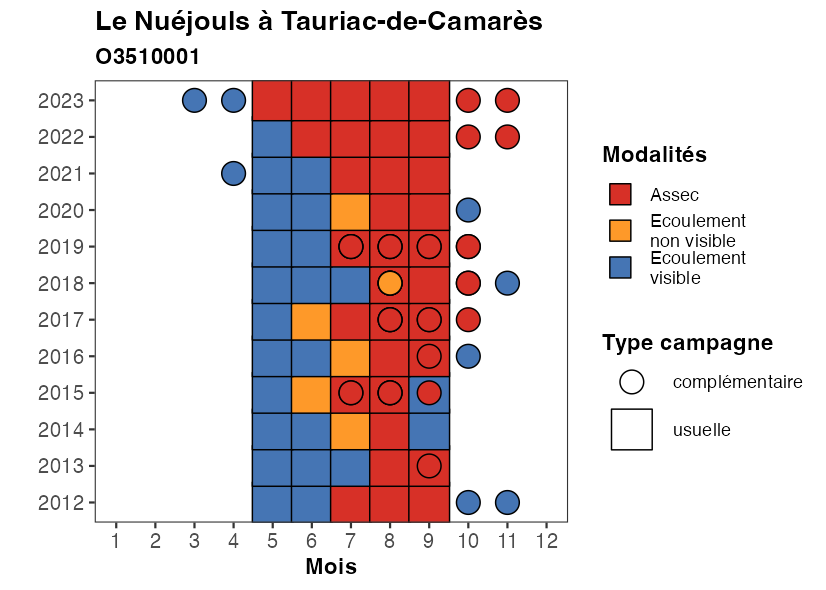 Le Nuéjouls à Tauriac-de-Camarès
O3510001
2023
2022
2021
2020
2019
2018
2017
2016
2015
2014
2013
2012
1 2 3 4 5 6 7 8 9 10 11 12
Mois
Modalités
Assec
Ecoulement
non visible
Ecoulement
visible
Type campagne
complémentaire
usuelle